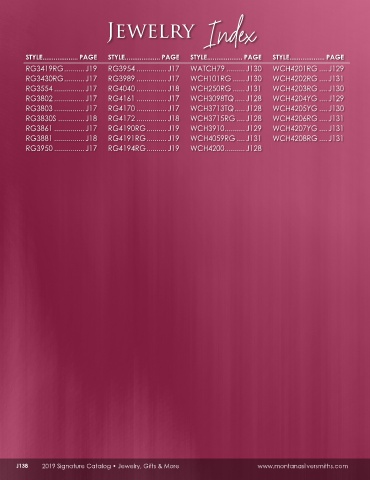 Jewelry Index
STYLE.................. PAGE
RG3419RG .......... J19
RG3430RG .......... J17
RG3554 ............... J17
RG3802 ............... J17
RG3803 ............... J17
RG3830S ............. J18
RG3861 ............... J17
RG3881 ............... J18
RG3950 ............... J17
STYLE.................. PAGE
RG3954 ............... J17
RG3989 ............... J17
RG4040 ............... J18
RG4161 ............... J17
RG4170 ............... J17
RG4172 ............... J18
RG4190RG .......... J19
RG4191RG .......... J19
RG4194RG .......... J19
STYLE.................. PAGE
WATCH79 ......... J130
WCH101RG ...... J130
WCH250RG ...... J131
WCH3098TQ .... J128
WCH3713TQ .... J128
WCH3715RG .... J128
WCH3910 .......... J129
WCH4059RG .... J131
WCH4200 .......... J128
STYLE.................. PAGE
WCH4201RG .... J129
WCH4202RG .... J131
WCH4203RG .... J130
WCH4204YG .... J129
WCH4205YG .... J130
WCH4206RG .... J131
WCH4207YG .... J131
WCH4208RG .... J131
J138 2019 Signature Catalog • Jewelry, Gifts & More www.montanasilversmiths.com